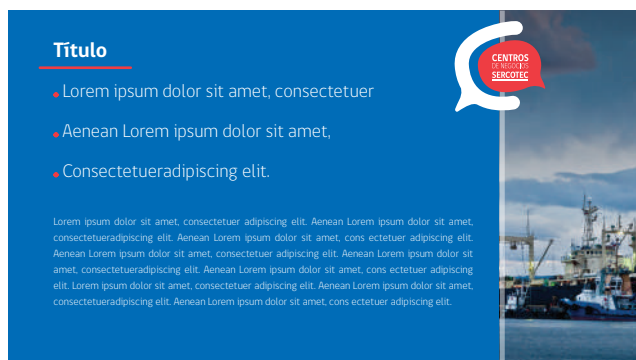 Título
CENTROS
DE NEGOCIOS
SERCOTEC
Lorem ipsum dolor sit amet, consectetuer
Aenean Lorem ipsum dolor sit amet,
Consectetueradipiscing elit.
Lorem ipsum dolor sit amet, consectetuer adipiscing elit. Aenean Lorem ipsum dolor sit amet,
consectetueradipiscing elit. Aenean Lorem ipsum dolor sit amet, cons ectetuer adipiscing elit.
Aenean Lorem ipsum dolor sit amet, consectetuer adipiscing elit. Aenean Lorem ipsum dolor sit
amet, consectetueradipiscing elit. Aenean Lorem ipsum dolor sit amet, cons ectetuer adipiscing
elit. Lorem ipsum dolor sit amet, consectetuer adipiscing elit. Aenean Lorem ipsum dolor sit amet,
consectetueradipiscing elit. Aenean Lorem ipsum dolor sit amet, cons ectetuer adipiscing elit.